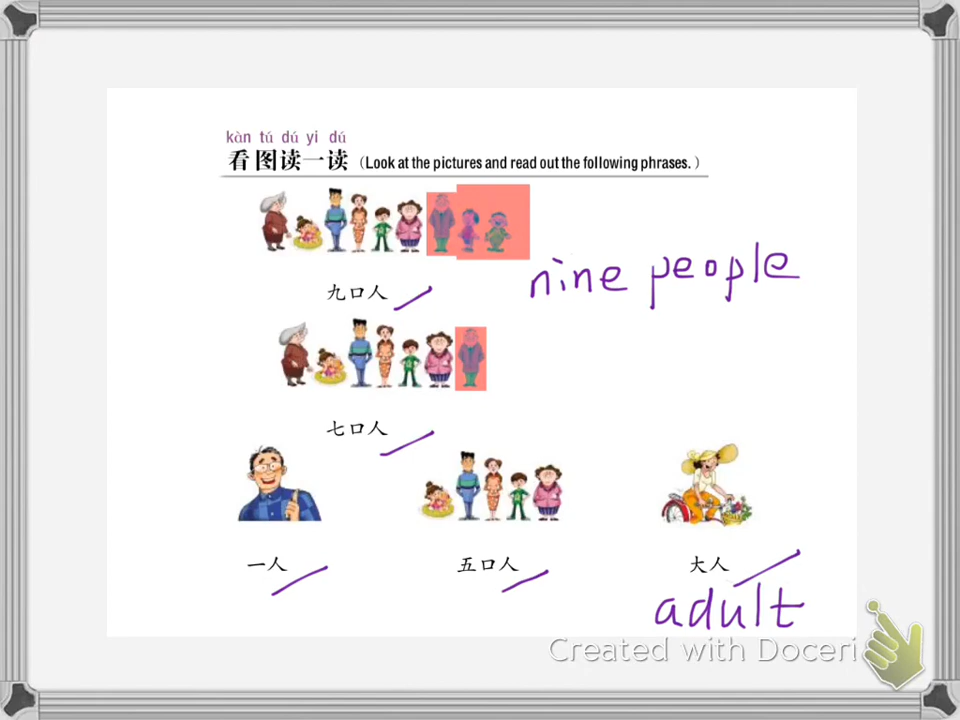 kàn tú dú yi dú
看图读一读 (Look at the pictures and read out the following phrases.)
九口人
nine people
七口人
一人
五口人
大人
adult
Created with Doceri